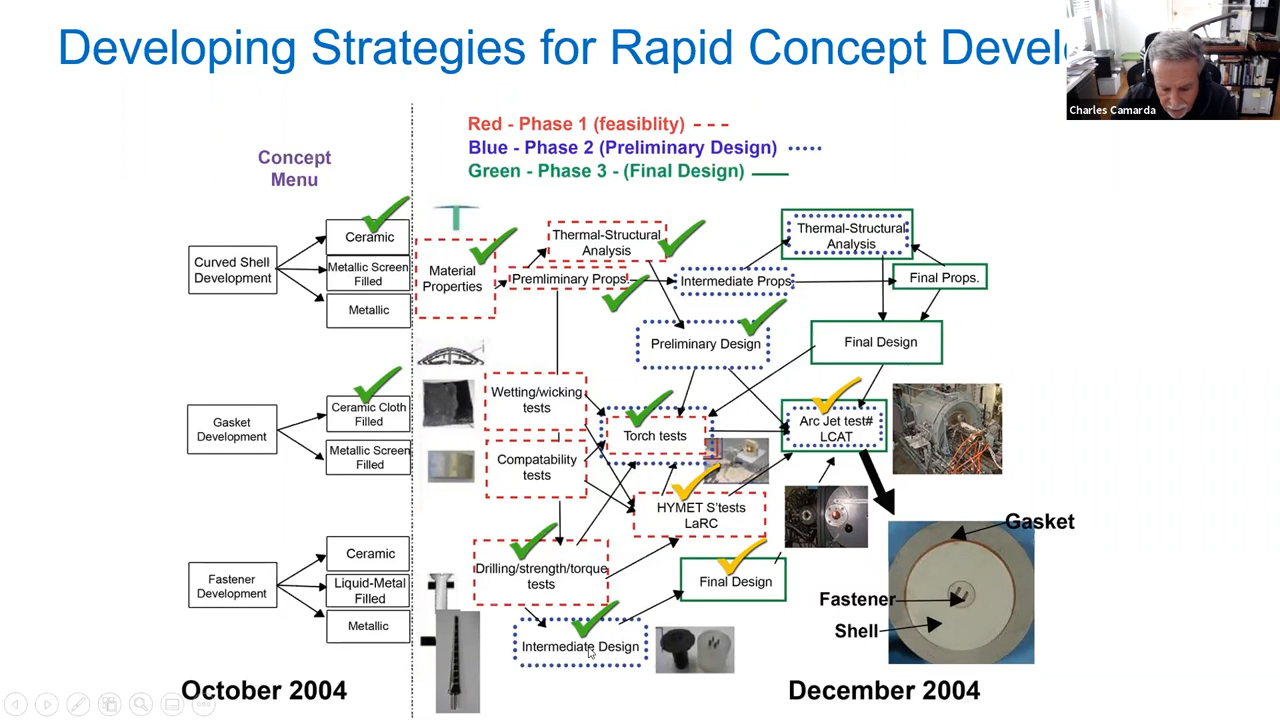 Developing Strategies for Rapid Concept Devel
Charles Camarda
Red - Phase 1 (feasiblity)
Blue - Phase 2 (Preliminary Design)
Green - Phase 3 - (Final Design)
Concept
Menu
Curved Shell
Development
Ceramic
Metallic Screen
Filled
Metallic
Material
Properties
Thermal-Structural
Analysis
Premliminary Props.
Intermediate Props
Thermal-Structural
Analysis
Final Props.
Preliminary Design
Final Design
Gasket
Development
Ceramic Cloth
Filled
Metallic Screen
Filled
Wetting/wicking
tests
Compatability
tests
Torch tests
Arc Jet test#
LCAT
HYMET S'tests
LaRC
Fastener
Development
Ceramic
Liquid-Metal
Filled
Metallic
Drilling/strength/torque
tests
Final Design
Intermediate Design
Gasket
Fastener
Shell
October 2004
December 2004